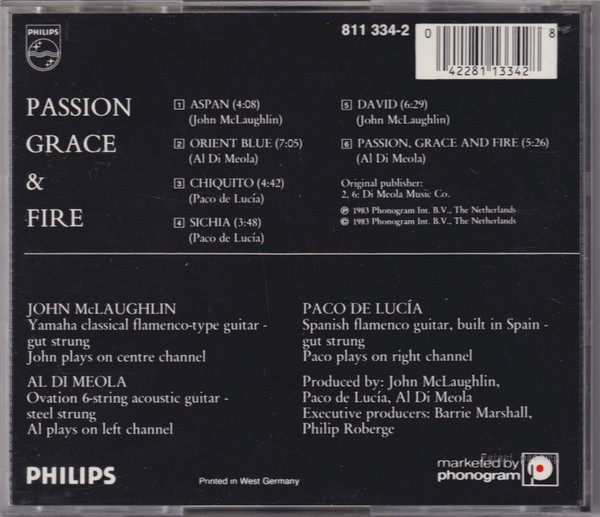 PHILIPS
811 334-2
0 42281 13342 8
PASSION
GRACE
&
FIRE
1 ASPAN (4:08)
(John McLaughlin)
2 ORIENT BLUE (7:05)
(Al Di Meola)
3 CHIQUITO (4:42)
(Paco de Lucía)
4 SICHIA (3:48)
(Paco de Lucía)
5 DAVID (6:29)
(John McLaughlin)
6 PASSION, GRACE AND FIRE (5:26)
(Al Di Meola)
Original publisher:
2, 6: Di Meola Music Co.
℗ 1983 Phonogram Int. B.V., The Netherlands
© 1983 Phonogram Int. B.V., The Netherlands
JOHN McLAUGHLIN
Yamaha classical flamenco-type guitar -
gut strung
John plays on centre channel
AL DI MEOLA
Ovation 6-string acoustic guitar -
steel strung
Al plays on left channel
PACO DE LUCÍA
Spanish flamenco guitar, built in Spain -
gut strung
Paco plays on right channel
Produced by: John McLaughlin,
Paco de Lucía, Al Di Meola
Executive producers: Barrie Marshall,
Philip Roberge
PHILIPS
Printed in West Germany
Patent
marketed by
phonogram